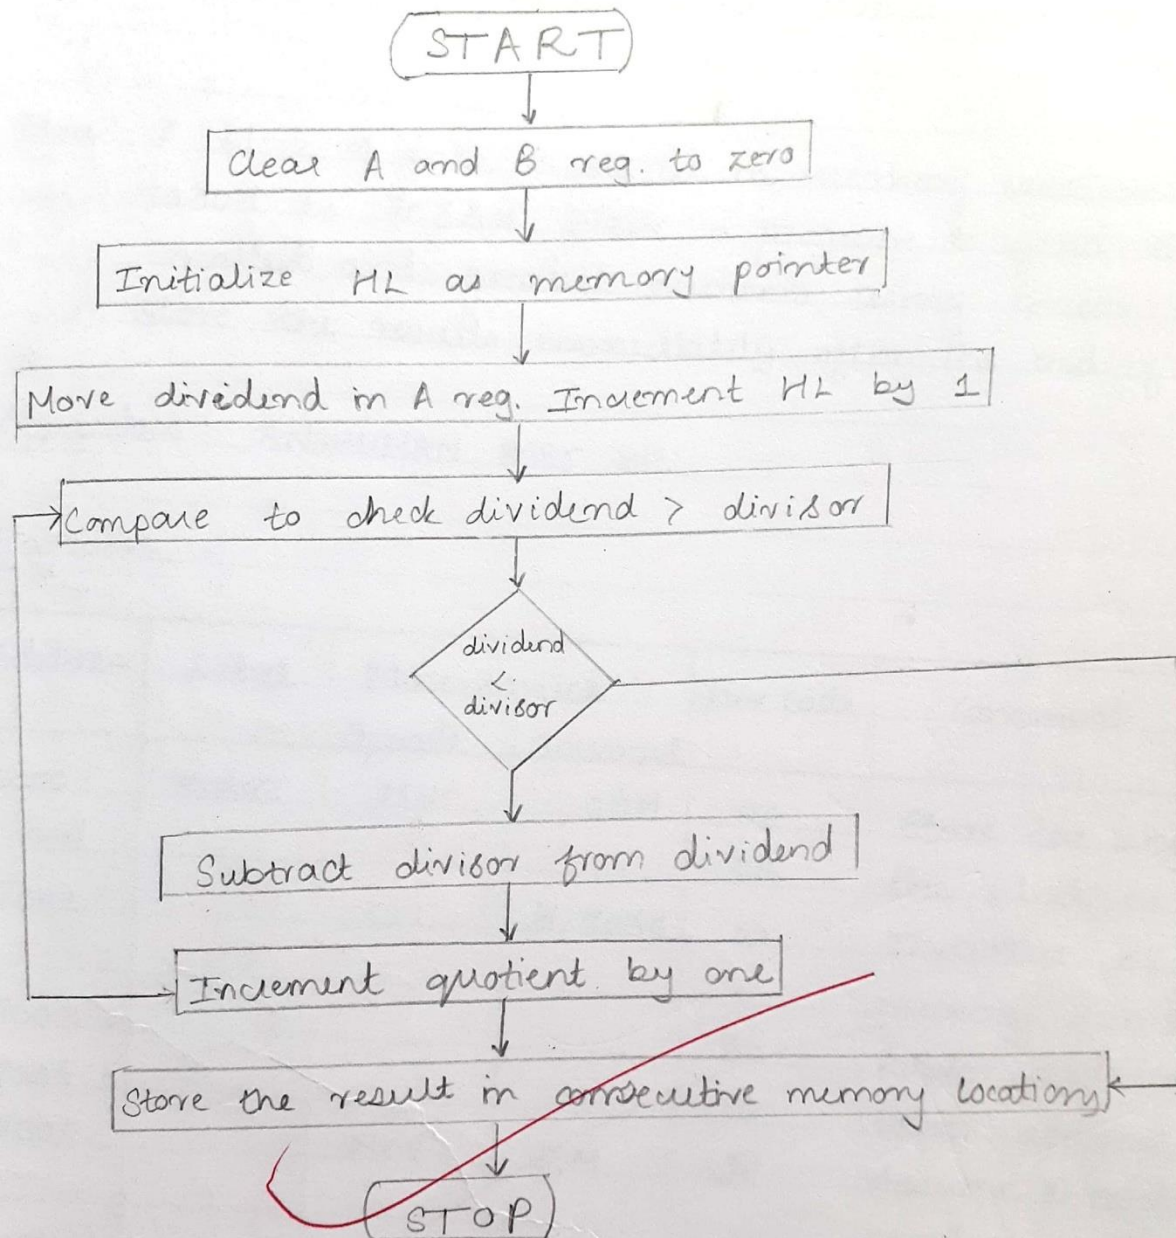 START
Clear A and B reg. to zero
Initialize HL as memory pointer
Move dividend in A reg. Increment HL by 1
Compare to check dividend > divisor
dividend
<
divisor
Subtract divisor from dividend
Increment quotient by one
Store the result in consecutive memory locations
STOP